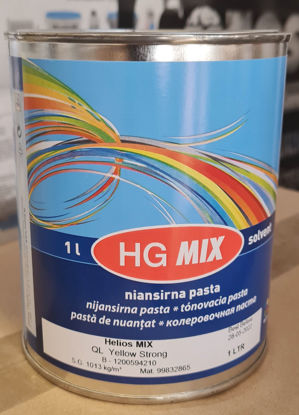 1 l
HG MIX
solvent
niansirna pasta
nijansirna pasta * tónovacia pasta
pastă de nuanțat * колеровочная паста
Helios MIX
QL Yellow Strong
B - 1200594210
S.G. 1013 kg/m³ Mat. 99832865
1 LTR